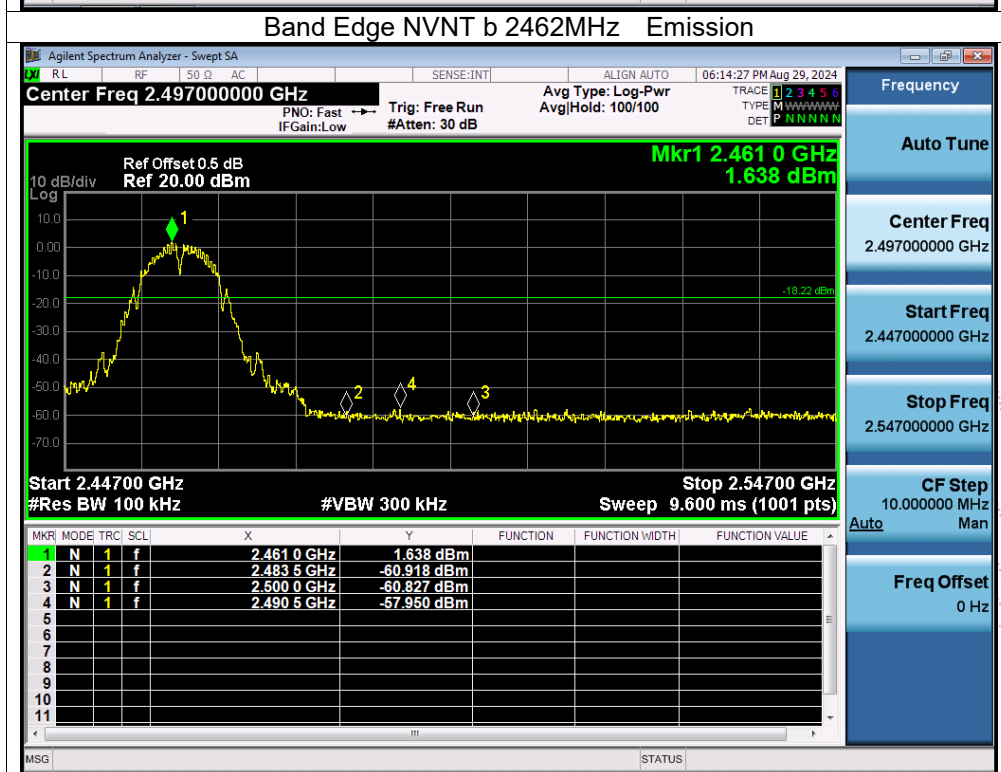 Band Edge NVNT b 2462MHz Emission
Agilent Spectrum Analyzer - Swept SA
LXI RL RF 50 Ω AC SENSE:INT ALIGN AUTO 06:14:27 PM Aug 29, 2024
Center Freq 2.497000000 GHz
PNO: Fast
IFGain:Low
Trig: Free Run
#Atten: 30 dB
Avg Type: Log-Pwr
Avg|Hold: 100/100
TRACE 1 2 3 4 5 6
TYPE M WWWWW
DET P N N N N N
Mkr1 2.461 0 GHz
1.638 dBm
Ref Offset 0.5 dB
10 dB/div Ref 20.00 dBm
Log
10.0
0.00
-10.0
-20.0
-30.0
-40.0
-50.0
-60.0
-70.0
1
-18.22 dBm
2
4
3
Start 2.44700 GHz Stop 2.54700 GHz
#Res BW 100 kHz #VBW 300 kHz Sweep 9.600 ms (1001 pts)
MKR MODE TRC SCL X Y FUNCTION FUNCTION WIDTH FUNCTION VALUE
1 N 1 f 2.461 0 GHz 1.638 dBm
2 N 1 f 2.483 5 GHz -60.918 dBm
3 N 1 f 2.500 0 GHz -60.827 dBm
4 N 1 f 2.490 5 GHz -57.950 dBm
5
6
7
8
9
10
11
MSG STATUS
Frequency
Auto Tune
Center Freq
2.497000000 GHz
Start Freq
2.447000000 GHz
Stop Freq
2.547000000 GHz
CF Step
10.000000 MHz
Auto Man
Freq Offset
0 Hz